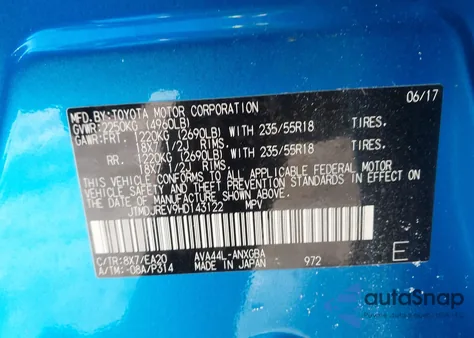 MFD.BY:TOYOTA MOTOR CORPORATION 06/17
GVWR:2250KG (4960LB)
GAWR:FRT. 1220KG (2690LB) WITH 235/55R18 TIRES.
18X7 1/2J RIMS.
RR. 1220KG (2690LB) WITH 235/55R18 TIRES.
18X7 1/2J RIMS.
THIS VEHICLE CONFORMS TO ALL APPLICABLE FEDERAL MOTOR
VEHICLE SAFETY AND BUMPER STANDARDS IN EFFECT ON
THE DATE OF MANUFACTURE SHOWN ABOVE.
JTMDJREV9HD143122 MPV
C/TR:8X7/EA20 AVA44L-ANXGBA
A/TM:-08A/P314 MADE IN JAPAN 972
E
autoSnap